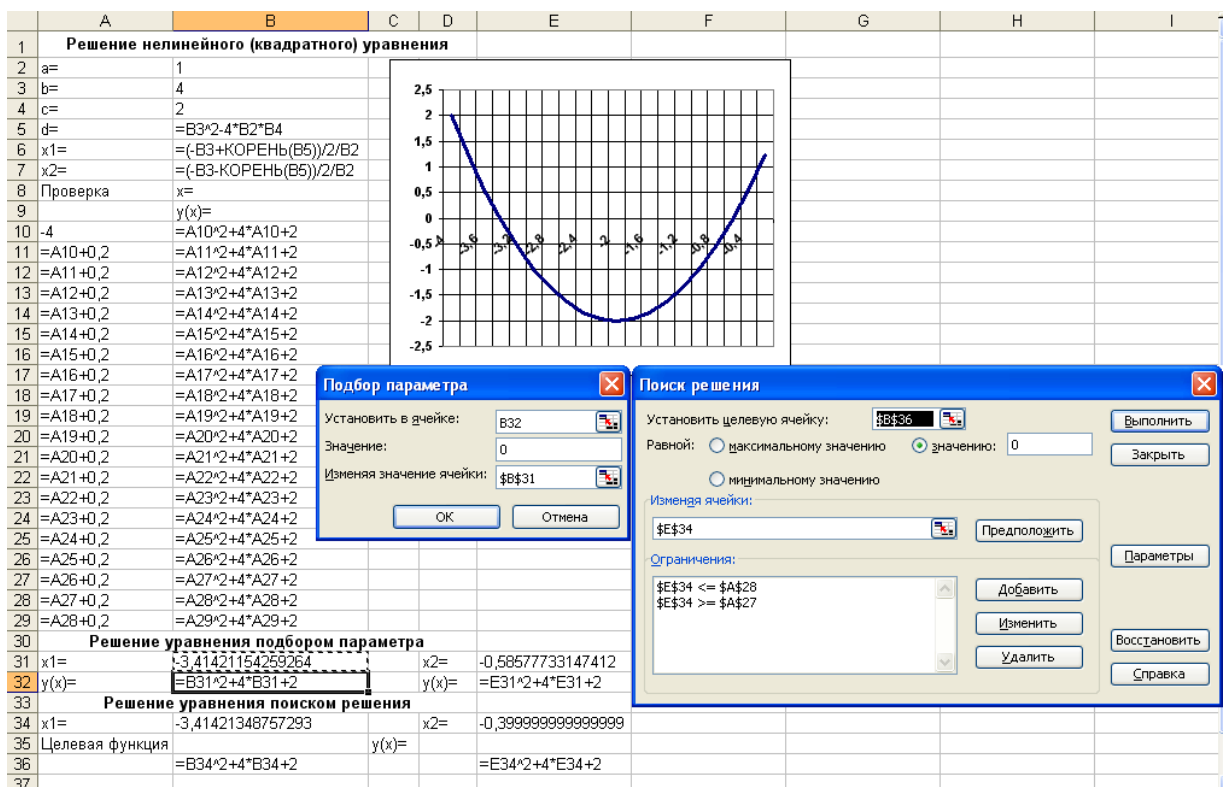 A B C D E F G H I
1 Решение нелинейного (квадратного) уравнения
2 a= 1
3 b= 4
4 c= 2
5 d= =B3^2-4*B2*B4
6 x1= =(-B3+КОРЕНЬ(B5))/2/B2
7 x2= =(-B3-КОРЕНЬ(B5))/2/B2
8 Проверка x=
9 y(x)=
10 -4 =A10^2+4*A10+2
11 =A10+0,2 =A11^2+4*A11+2
12 =A11+0,2 =A12^2+4*A12+2
13 =A12+0,2 =A13^2+4*A13+2
14 =A13+0,2 =A14^2+4*A14+2
15 =A14+0,2 =A15^2+4*A15+2
16 =A15+0,2 =A16^2+4*A16+2
17 =A16+0,2 =A17^2+4*A17+2
18 =A17+0,2 =A18^2+4*A18+2
19 =A18+0,2 =A19^2+4*A19+2
20 =A19+0,2 =A20^2+4*A20+2
21 =A20+0,2 =A21^2+4*A21+2
22 =A21+0,2 =A22^2+4*A22+2
23 =A22+0,2 =A23^2+4*A23+2
24 =A23+0,2 =A24^2+4*A24+2
25 =A24+0,2 =A25^2+4*A25+2
26 =A25+0,2 =A26^2+4*A26+2
27 =A26+0,2 =A27^2+4*A27+2
28 =A27+0,2 =A28^2+4*A28+2
29 =A28+0,2 =A29^2+4*A29+2
30 Решение уравнения подбором параметра
31 x1= -3,41421154259264 x2= -0,58577733147412
32 y(x)= =B31^2+4*B31+2 y(x)= =E31^2+4*E31+2
33 Решение уравнения поиском решения
34 x1= -3,41421348757293 x2= -0,399999999999999
35 Целевая функция y(x)=
36 =B34^2+4*B34+2 =E34^2+4*E34+2
37
2,5
2
1,5
1
0,5
0
-0,5
-1
-1,5
-2
-2,5
-4 -3,6 -3,2 -2,8 -2,4 -2 -1,6 -1,2 -0,8 -0,4
Подбор параметра
Установить в ячейке: B32
Значение: 0
Изменяя значение ячейки: $B$31
OK Отмена
Поиск решения
Установить целевую ячейку: $B$36 Выполнить
Равной: максимальному значению значению: 0 Закрыть
минимальному значению
Изменяя ячейки:
$E$34 Предположить
Ограничения: Параметры
$E$34 <= $A$28 Добавить
$E$34 >= $A$27
Изменить
Восстановить
Удалить
Справка